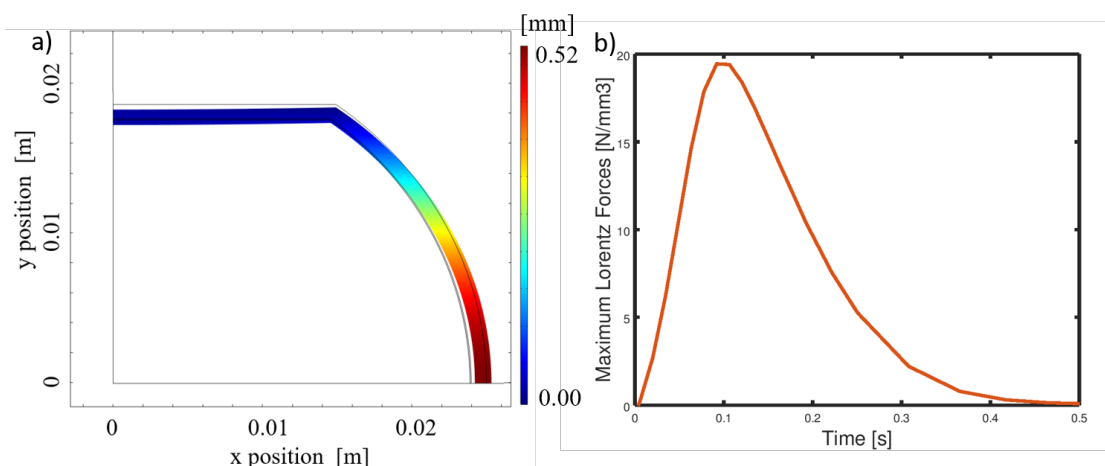 a)
[mm]
0.52
0.00
0.02
0.01
0
y position [m]
0
0.01
0.02
x position [m]
b)
20
15
10
5
0
Maximum Lorentz Forces [N/mm3]
0
0.1
0.2
0.3
0.4
0.5
Time [s]